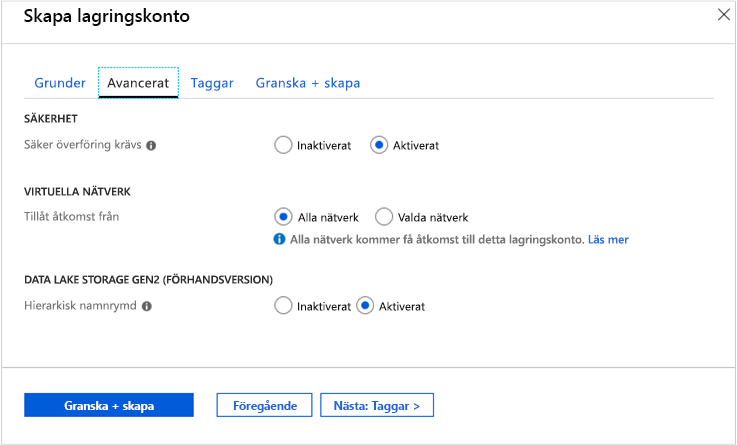 Skapa lagringskonto
Grunder Avancerat Taggar Granska + skapa
SÄKERHET
Säker överföring krävs Inaktiverat Aktiverat
VIRTUELLA NÄTVERK
Tillåt åtkomst från Alla nätverk Valda nätverk
Alla nätverk kommer få åtkomst till detta lagringskonto. Läs mer
DATA LAKE STORAGE GEN2 (FÖRHANDSVERSION)
Hierarkisk namnrymd Inaktiverat Aktiverat
Granska + skapa Föregående Nästa: Taggar >